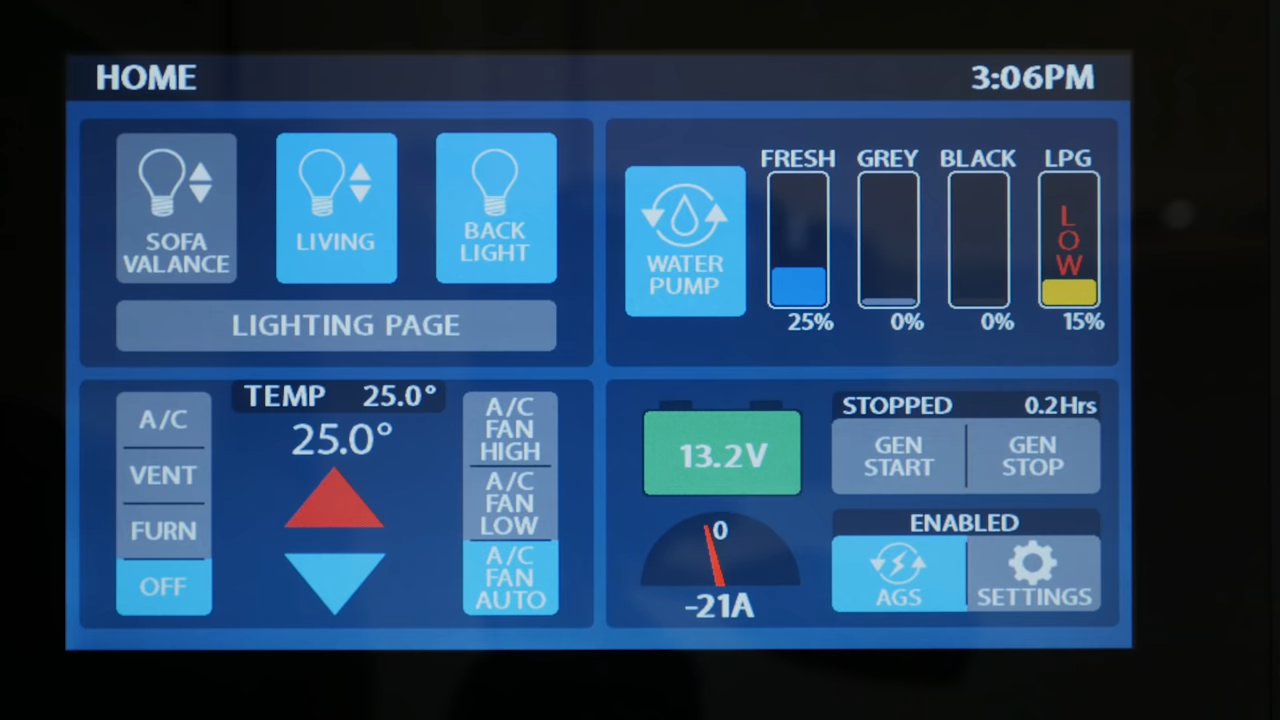 HOME
3:06PM
SOFA
VALANCE
LIVING
BACK
LIGHT
LIGHTING PAGE
WATER
PUMP
FRESH
GREY
BLACK
LPG
L
O
W
25%
0%
0%
15%
A/C
VENT
FURN
OFF
TEMP 25.0°
25.0°
A/C
FAN
HIGH
A/C
FAN
LOW
A/C
FAN
AUTO
13.2V
0
-21A
STOPPED 0.2Hrs
GEN
START
GEN
STOP
ENABLED
AGS
SETTINGS